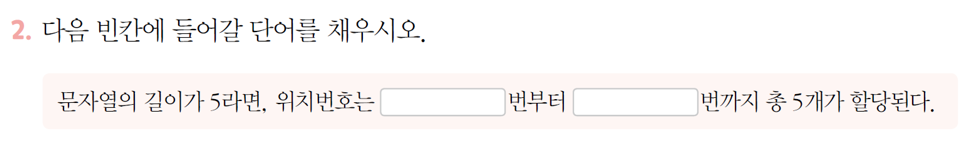 2. 다음 빈칸에 들어갈 단어를 채우시오.
문자열의 길이가 5라면, 위치번호는 번부터 번까지 총 5개가 할당된다.